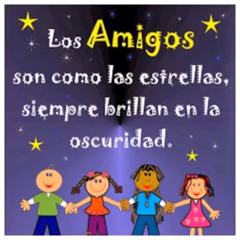 Los Amigos
son como las estrellas,
siempre brillan en la
oscuridad.